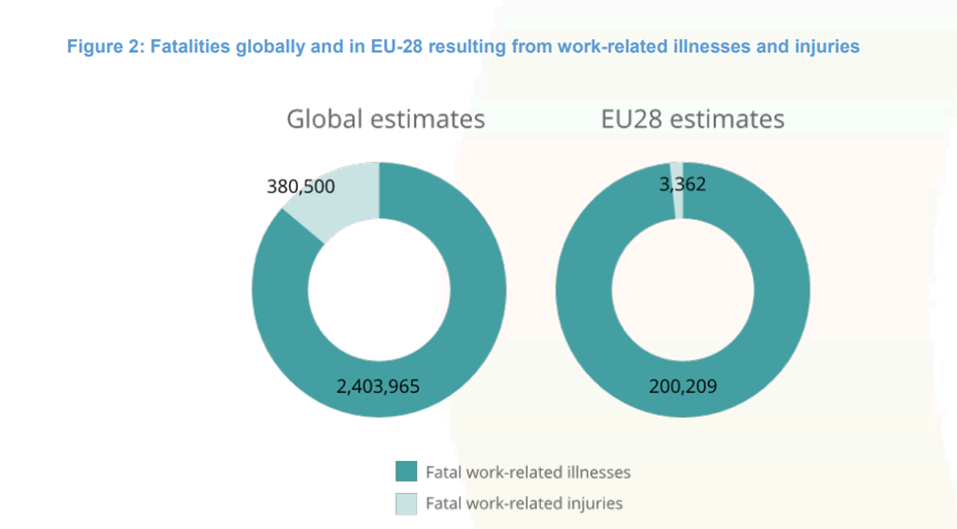 Figure 2: Fatalities globally and in EU-28 resulting from work-related illnesses and injuries
Global estimates
EU28 estimates
380,500
3,362
2,403,965
200,209
Fatal work-related illnesses
Fatal work-related injuries